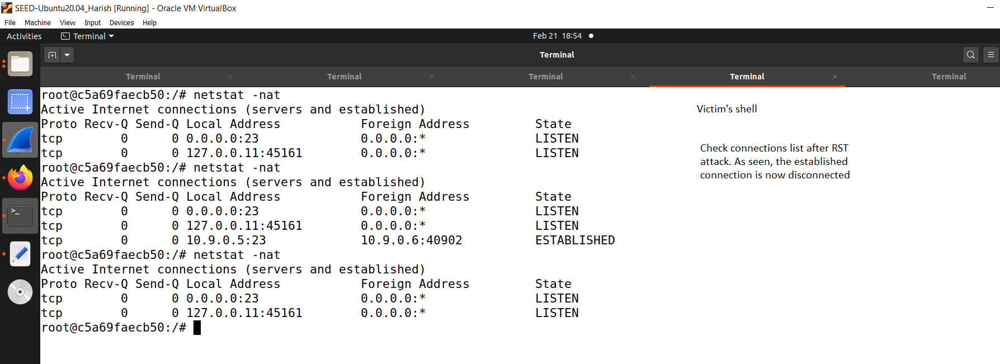 SEED-Ubuntu20.04_Harish [Running] - Oracle VM VirtualBox
File Machine View Input Devices Help
Activities Terminal Feb 21 18:54
Terminal
Terminal Terminal Terminal Terminal Terminal
root@c5a69faecb50:/# netstat -nat
Active Internet connections (servers and established)
Proto Recv-Q Send-Q Local Address Foreign Address State
tcp 0 0 0.0.0.0:23 0.0.0.0:* LISTEN
tcp 0 0 127.0.0.11:45161 0.0.0.0:* LISTEN
root@c5a69faecb50:/# netstat -nat
Active Internet connections (servers and established)
Proto Recv-Q Send-Q Local Address Foreign Address State
tcp 0 0 0.0.0.0:23 0.0.0.0:* LISTEN
tcp 0 0 127.0.0.11:45161 0.0.0.0:* LISTEN
tcp 0 0 10.9.0.5:23 10.9.0.6:40902 ESTABLISHED
root@c5a69faecb50:/# netstat -nat
Active Internet connections (servers and established)
Proto Recv-Q Send-Q Local Address Foreign Address State
tcp 0 0 0.0.0.0:23 0.0.0.0:* LISTEN
tcp 0 0 127.0.0.11:45161 0.0.0.0:* LISTEN
root@c5a69faecb50:/#
Victim's shell
Check connections list after RST
attack. As seen, the established
connection is now disconnected